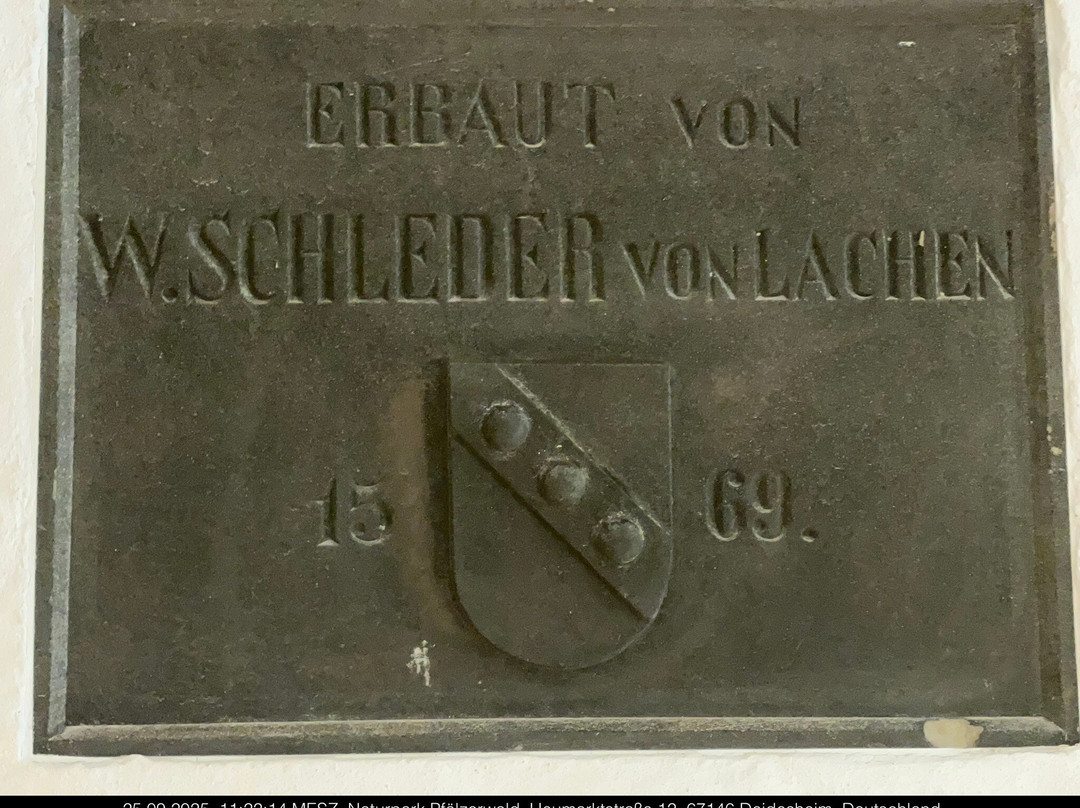 ERBAUT VON
W. SCHLEDER VON LACHEN
15 69.
25.09.2025, 11:22:14 MESZ, Naturpark Pfälzerwald, Heumarktstraße 12, 67146 Deidesheim, Deutschland